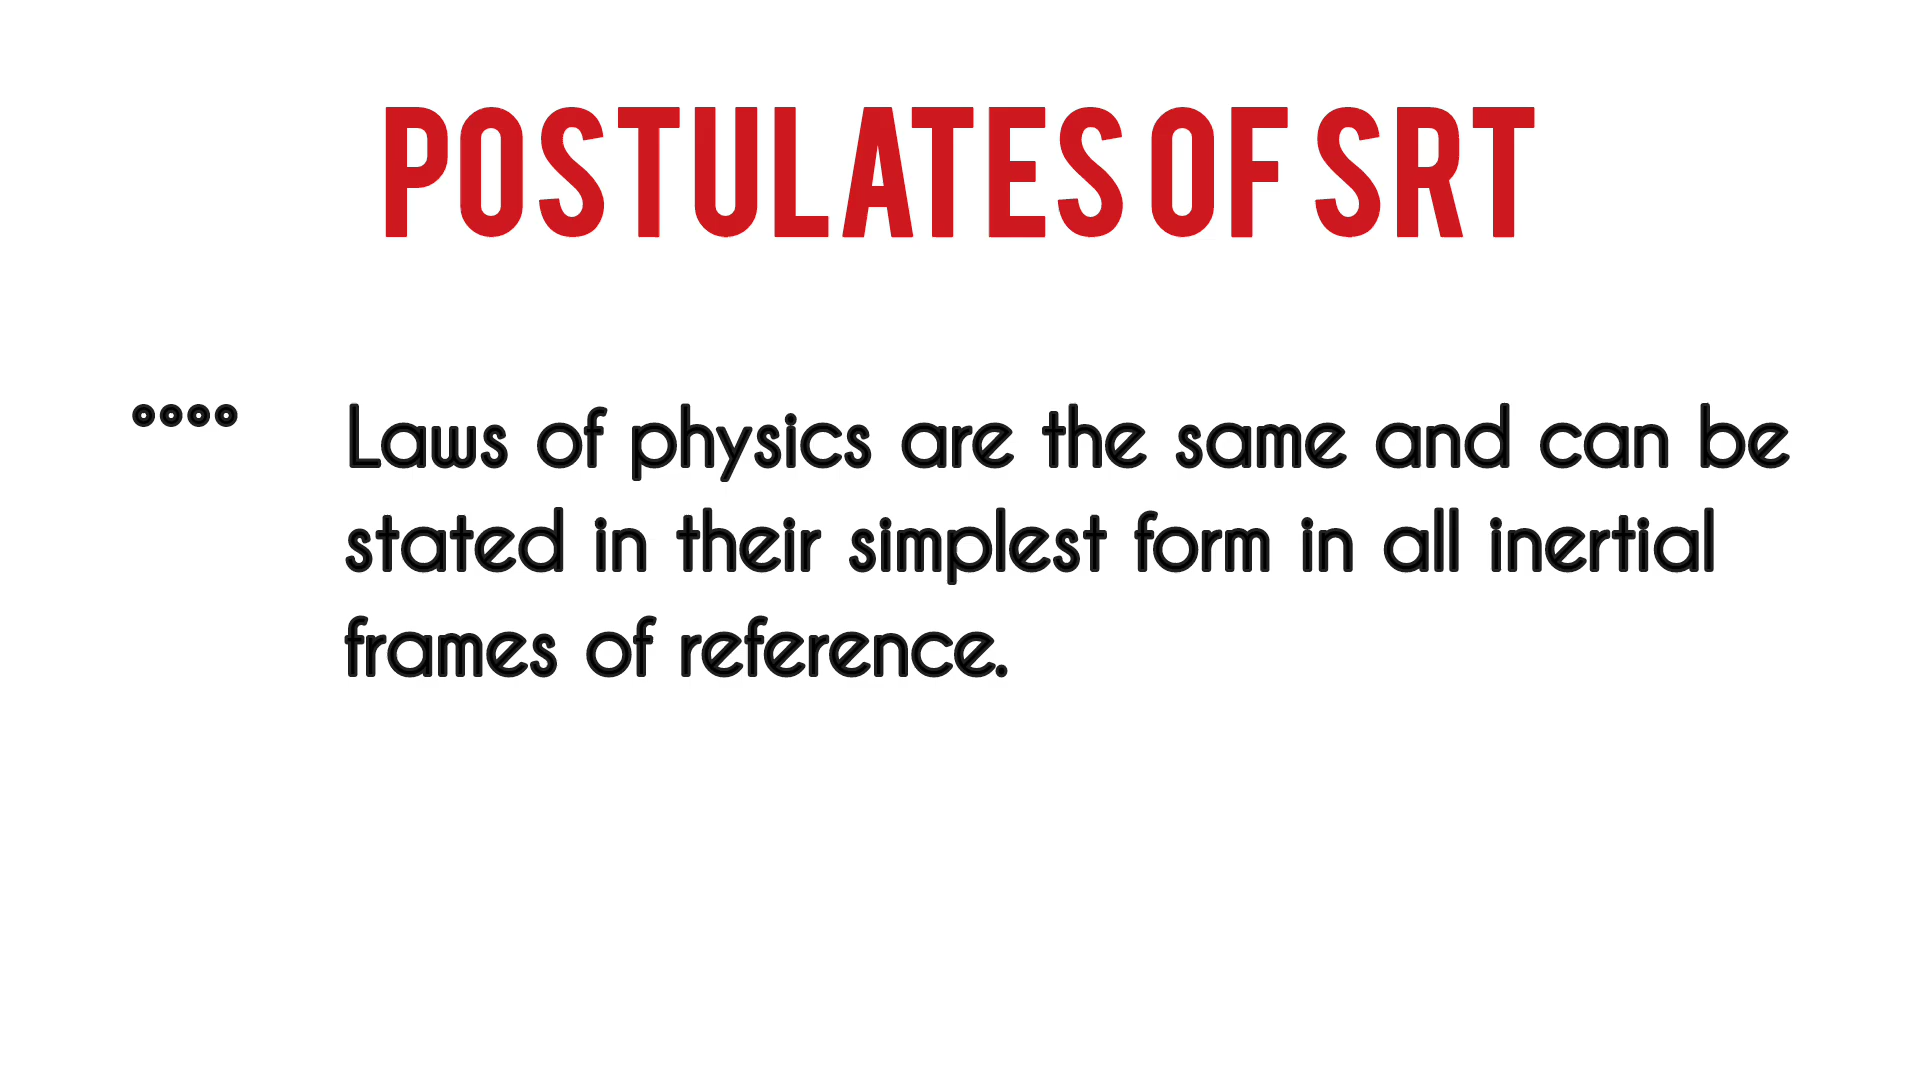 POSTULATES OF SRT
°°°° Laws of physics are the same and can be
stated in their simplest form in all inertial
frames of reference.